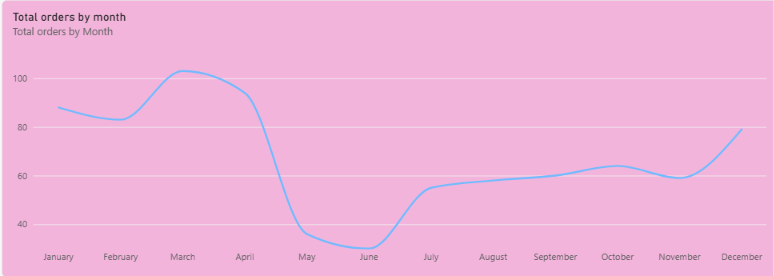 Total orders by month
Total orders by Month
100
80
60
40
January February March April May June July August September October November December